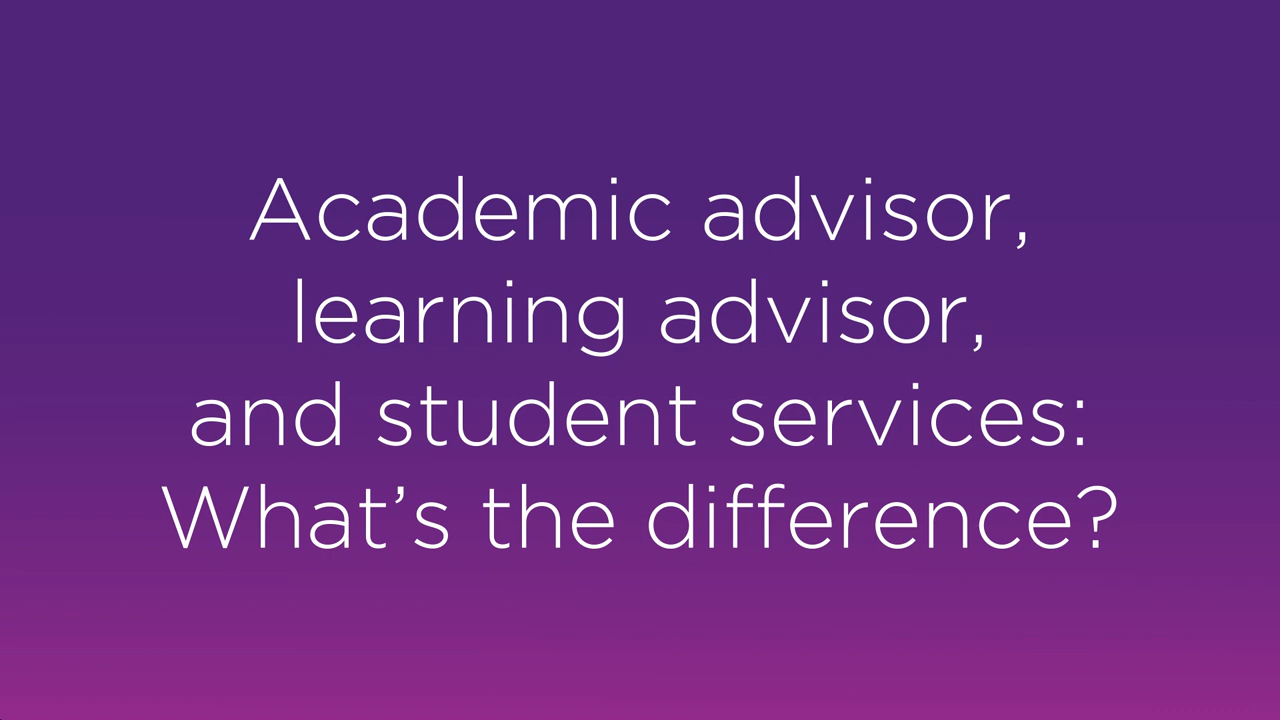 Academic advisor,
learning advisor,
and student services:
What’s the difference?